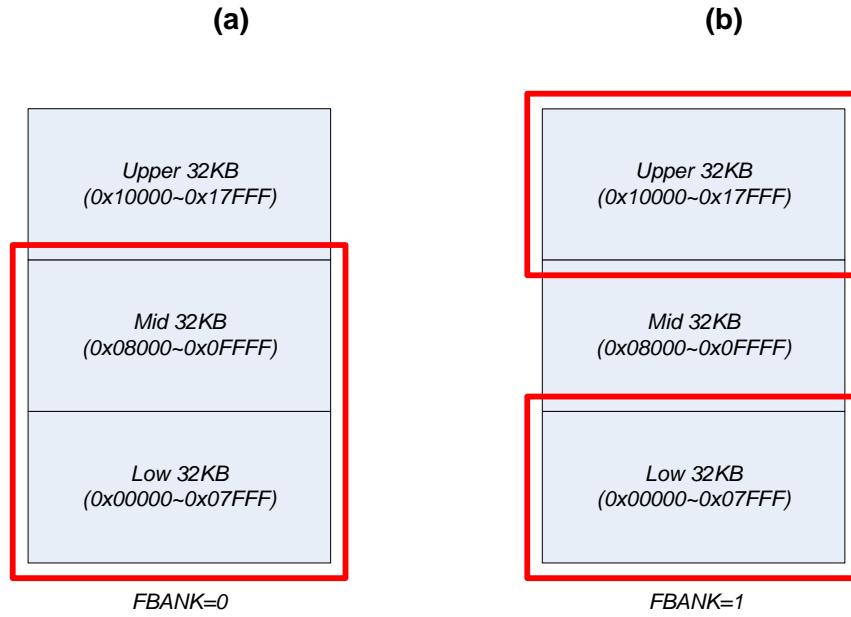 (a)
Upper 32KB
(0x10000~0x17FFF)
Mid 32KB
(0x08000~0x0FFFF)
Low 32KB
(0x00000~0x07FFF)
FBANK=0
(b)
Upper 32KB
(0x10000~0x17FFF)
Mid 32KB
(0x08000~0x0FFFF)
Low 32KB
(0x00000~0x07FFF)
FBANK=1